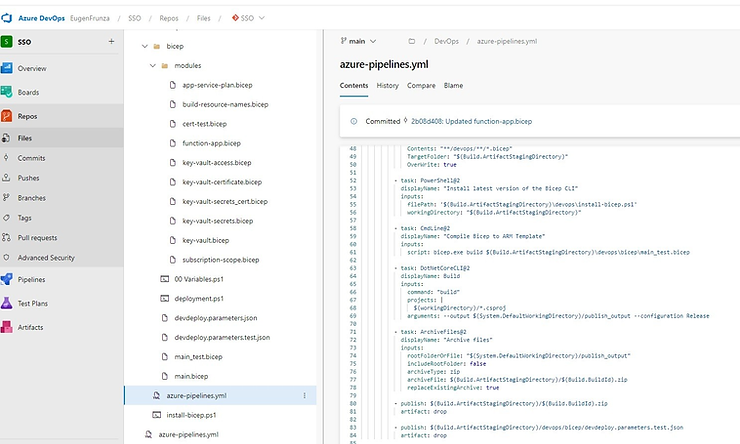 Azure DevOps EugenFrunza / SSO / Repos / Files / SSO
S SSO +
Overview
Boards
Repos
Files
Commits
Pushes
Branches
Tags
Pull requests
Advanced Security
Pipelines
Test Plans
Artifacts
bicep
modules
app-service-plan.bicep
build-resource-names.bicep
cert-test.bicep
function-app.bicep
key-vault-access.bicep
key-vault-certificate.bicep
key-vault-secrets_cert.bicep
key-vault-secrets.bicep
key-vault.bicep
subscription-scope.bicep
00 Variables.ps1
deployment.ps1
devdeploy.parameters.json
devdeploy.parameters.test.json
main_test.bicep
main.bicep
azure-pipelines.yml
install-bicep.ps1
azure-pipelines.yml
main / DevOps / azure-pipelines.yml
azure-pipelines.yml
Contents History Compare Blame
Committed 2b08d408: Updated function-app.bicep
48 Contents: "**/devops/**/*.bicep"
49 TargetFolder: "$(Build.ArtifactStagingDirectory)"
50 OverWrite: true
51
52 - task: PowerShell@2
53 displayName: "Install latest version of the Bicep CLI"
54 inputs:
55 filePath: '$(Build.ArtifactStagingDirectory)\devops\install-bicep.ps1'
56 workingDirectory: "$(Build.ArtifactStagingDirectory)"
57
58 - task: CmdLine@2
59 displayName: "Compile Bicep to ARM Template"
60 inputs:
61 script: bicep.exe build $(Build.ArtifactStagingDirectory)\devops\bicep\main_test.bicep
62
63 - task: DotNetCoreCLI@2
64 displayName: Build
65 inputs:
66 command: "build"
67 projects: |
68 $(workingDirectory)/*.csproj
69 arguments: --output $(System.DefaultWorkingDirectory)/publish_output --configuration Release
70
71 - task: ArchiveFiles@2
72 displayName: "Archive files"
73 inputs:
74 rootFolderOrFile: "$(System.DefaultWorkingDirectory)/publish_output"
75 includeRootFolder: false
76 archiveType: zip
77 archiveFile: $(Build.ArtifactStagingDirectory)/$(Build.BuildId).zip
78 replaceExistingArchive: true
79
80 - publish: $(Build.ArtifactStagingDirectory)/$(Build.BuildId).zip
81 artifact: drop
82
83 - publish: $(Build.ArtifactStagingDirectory)/devops/bicep/devdeploy.parameters.test.json
84 artifact: drop